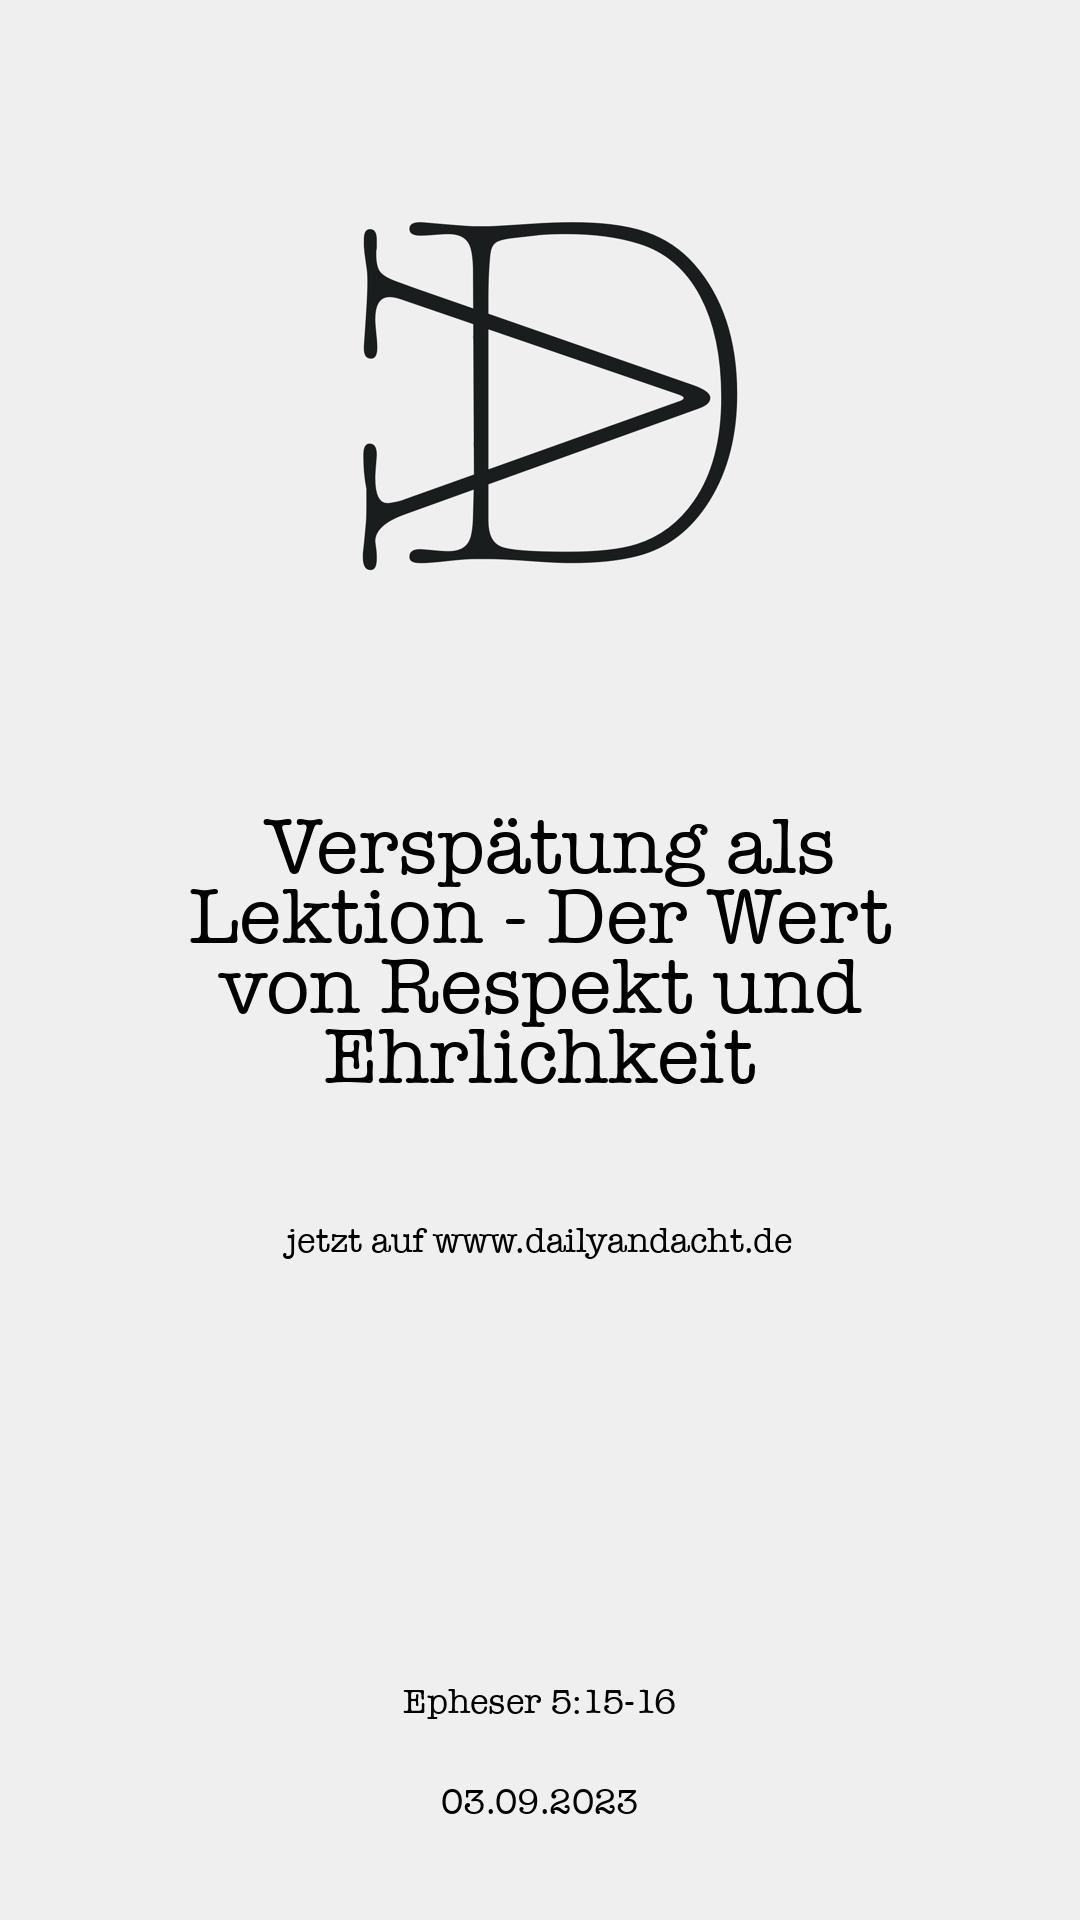 Verspätung als
Lektion - Der Wert
von Respekt und
Ehrlichkeit
jetzt auf www.dailyandacht.de
Epheser 5:15-16
03.09.2023